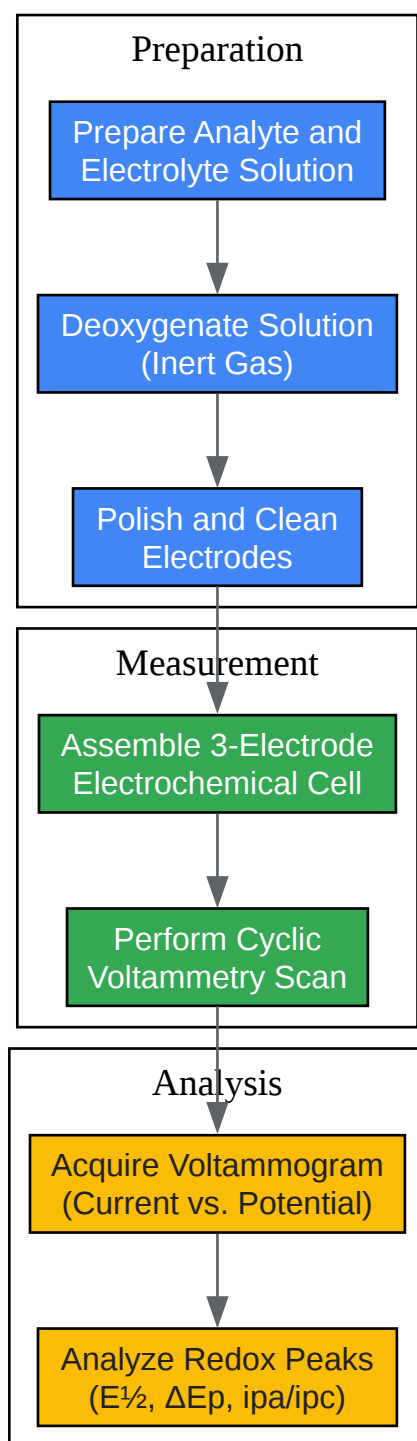 Preparation
Prepare Analyte and
Electrolyte Solution
Deoxygenate Solution
(Inert Gas)
Polish and Clean
Electrodes
Measurement
Assemble 3-Electrode
Electrochemical Cell
Perform Cyclic
Voltammetry Scan
Analysis
Acquire Voltammogram
(Current vs. Potential)
Analyze Redox Peaks
(E½, ΔEp, ipa/ipc)